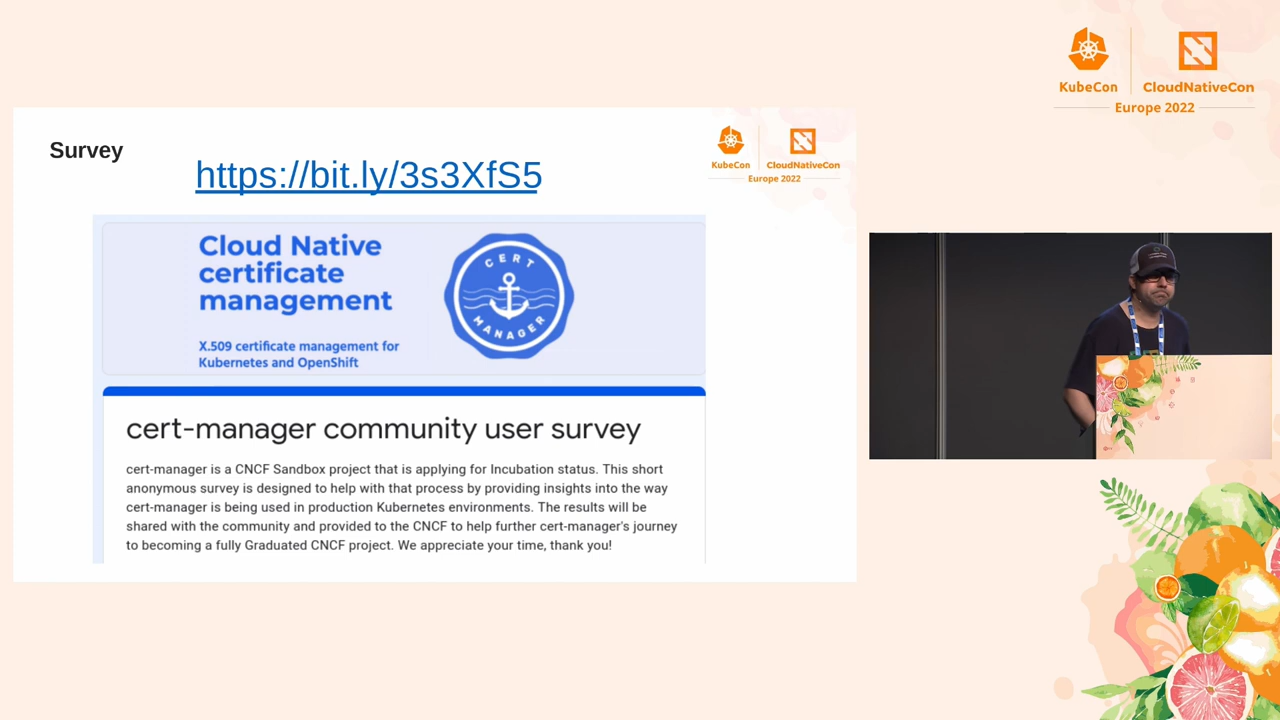 KubeCon
CloudNativeCon
Europe 2022
Survey
https://bit.ly/3s3XfS5
KubeCon
CloudNativeCon
Europe 2022
Cloud Native
certificate
management
CERT
MANAGER
X.509 certificate management for
Kubernetes and OpenShift
cert-manager community user survey
cert-manager is a CNCF Sandbox project that is applying for Incubation status. This short
anonymous survey is designed to help with that process by providing insights into the way
cert-manager is being used in production Kubernetes environments. The results will be
shared with the community and provided to the CNCF to help further cert-manager's journey
to becoming a fully Graduated CNCF project. We appreciate your time, thank you!